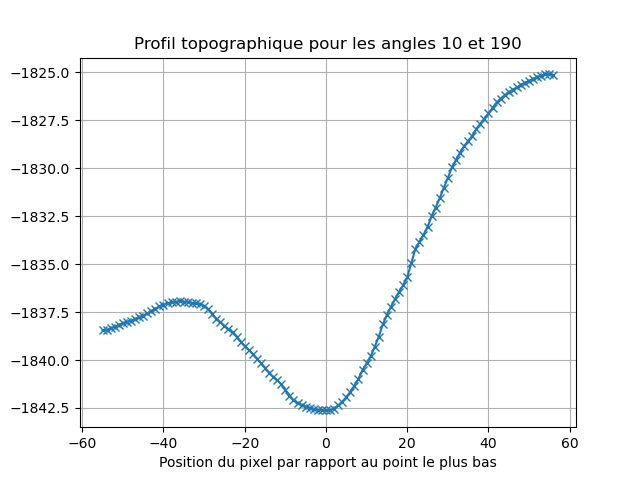 Profil topographique pour les angles 10 et 190
−1825.0
−1827.5
−1830.0
−1832.5
−1835.0
−1837.5
−1840.0
−1842.5
−60 −40 −20 0 20 40 60
Position du pixel par rapport au point le plus bas